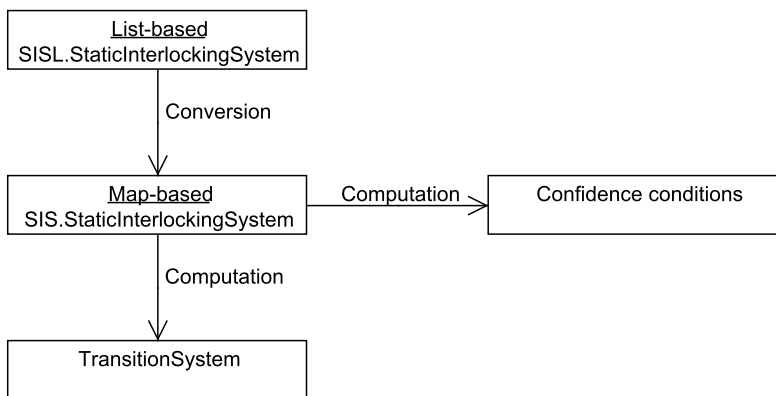 List-based
SISL.StaticInterlockingSystem
Conversion
Map-based
SIS.StaticInterlockingSystem
Computation
Confidence conditions
Computation
TransitionSystem